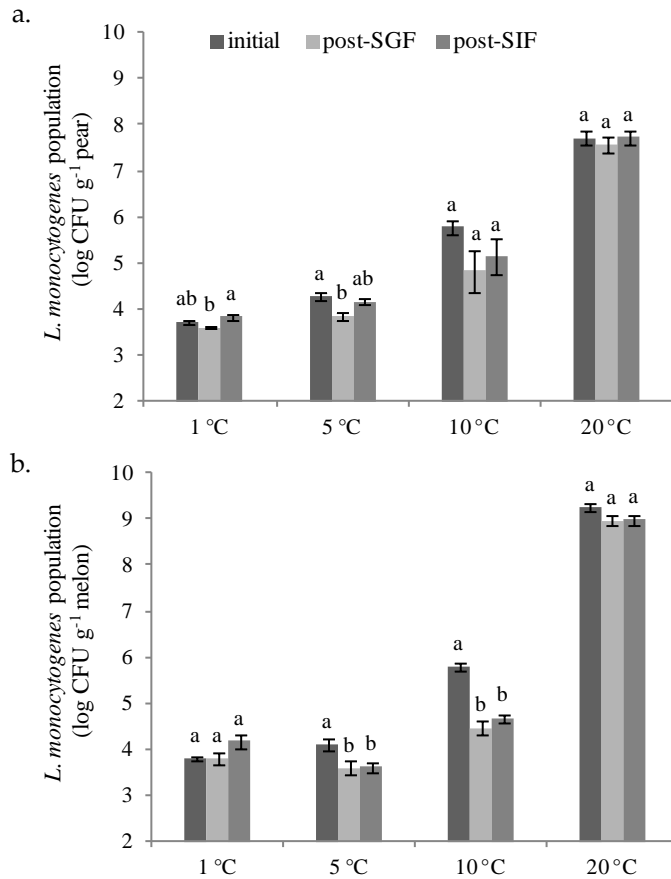 a.
10
initial post-SGF post-SIF
9
8
7
6
5
4
3
2
L. monocytogenes population
(log CFU g⁻¹ pear)
ab b a
a b ab
a a a
a a a
1 °C 5 °C 10 °C 20 °C
b.
10
9
8
7
6
5
4
3
2
L. monocytogenes population
(log CFU g⁻¹ melon)
a a a
a b b
a b b
a a a
1 °C 5 °C 10 °C 20 °C